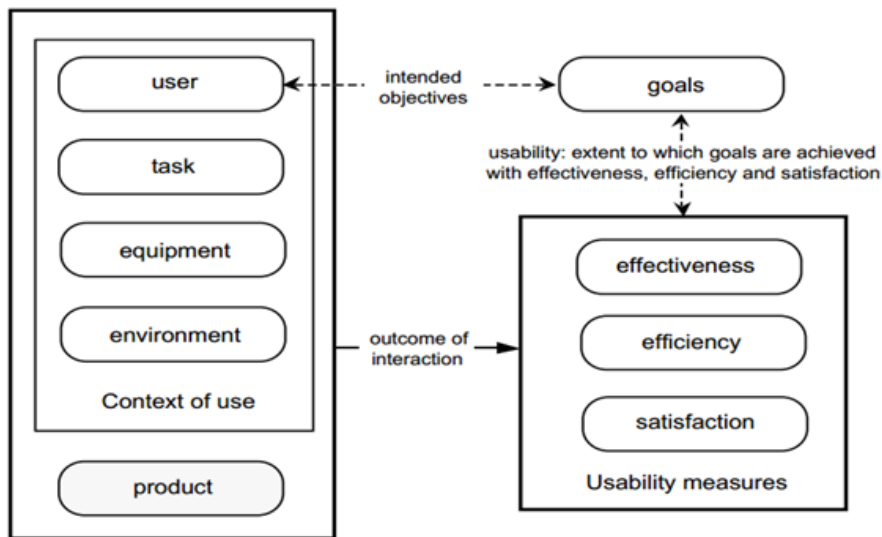 user
task
equipment
environment
Context of use
product
intended
objectives
outcome of
interaction
goals
usability: extent to which goals are achieved
with effectiveness, efficiency and satisfaction
effectiveness
efficiency
satisfaction
Usability measures